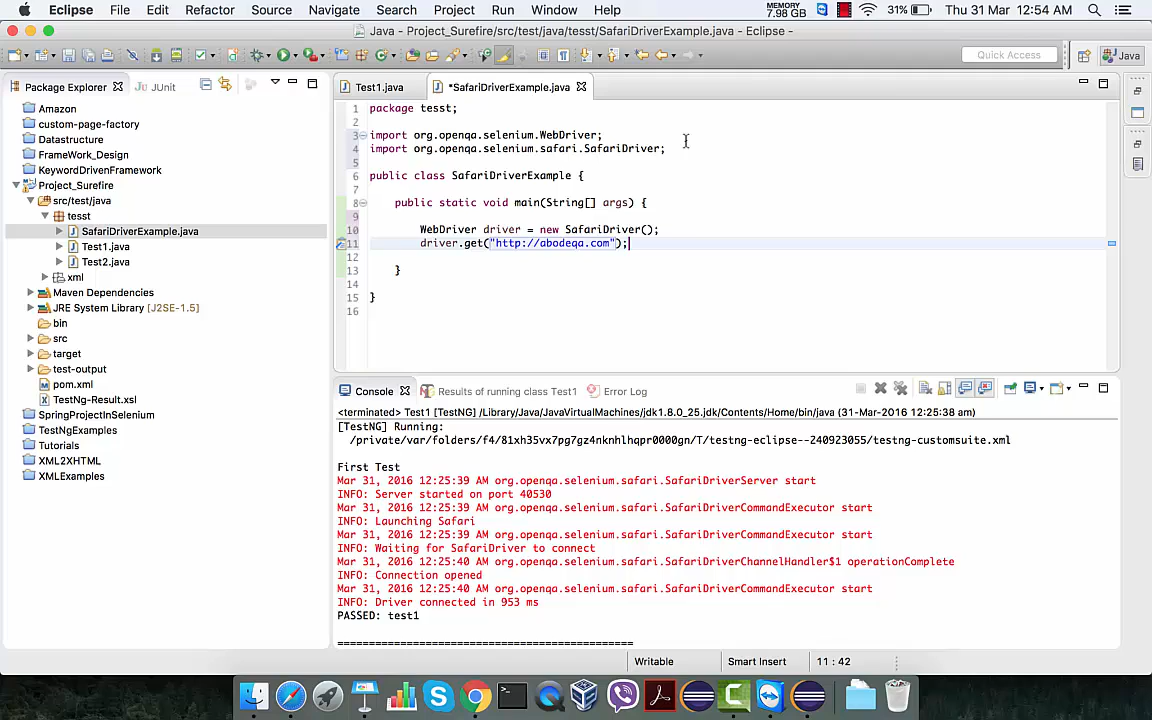 Eclipse File Edit Refactor Source Navigate Search Project Run Window Help MEMORY 7.98 GB 31% Thu 31 Mar 12:54 AM
Java - Project_Surefire/src/test/java/tesst/SafariDriverExample.java - Eclipse -
Quick Access Java
Package Explorer JUnit
Amazon
custom-page-factory
Datastructure
FrameWork_Design
KeywordDrivenFramework
Project_Surefire
src/test/java
tesst
SafariDriverExample.java
Test1.java
Test2.java
xml
Maven Dependencies
JRE System Library [J2SE-1.5]
bin
src
target
test-output
pom.xml
TestNg-Result.xsl
SpringProjectInSelenium
TestNgExamples
Tutorials
XML2XHTML
XMLExamples
Test1.java *SafariDriverExample.java
1 package tesst;
2
3 import org.openqa.selenium.WebDriver;
4 import org.openqa.selenium.safari.SafariDriver;
5
6 public class SafariDriverExample {
7
8 public static void main(String[] args) {
9
10 WebDriver driver = new SafariDriver();
11 driver.get("http://abodeqa.com");
12
13 }
14
15 }
16
Console Results of running class Test1 Error Log
<terminated> Test1 [TestNG] /Library/Java/JavaVirtualMachines/jdk1.8.0_25.jdk/Contents/Home/bin/java (31-Mar-2016 12:25:38 am)
[TestNG] Running:
/private/var/folders/f4/81xh35vx7pg7gz4nknhlhqpr0000gn/T/testng-eclipse--240923055/testng-customsuite.xml
First Test
Mar 31, 2016 12:25:39 AM org.openqa.selenium.safari.SafariDriverServer start
INFO: Server started on port 40530
Mar 31, 2016 12:25:39 AM org.openqa.selenium.safari.SafariDriverCommandExecutor start
INFO: Launching Safari
Mar 31, 2016 12:25:39 AM org.openqa.selenium.safari.SafariDriverCommandExecutor start
INFO: Waiting for SafariDriver to connect
Mar 31, 2016 12:25:40 AM org.openqa.selenium.safari.SafariDriverChannelHandler$1 operationComplete
INFO: Connection opened
Mar 31, 2016 12:25:40 AM org.openqa.selenium.safari.SafariDriverCommandExecutor start
INFO: Driver connected in 953 ms
PASSED: test1
===============================================
Writable Smart Insert 11 : 42